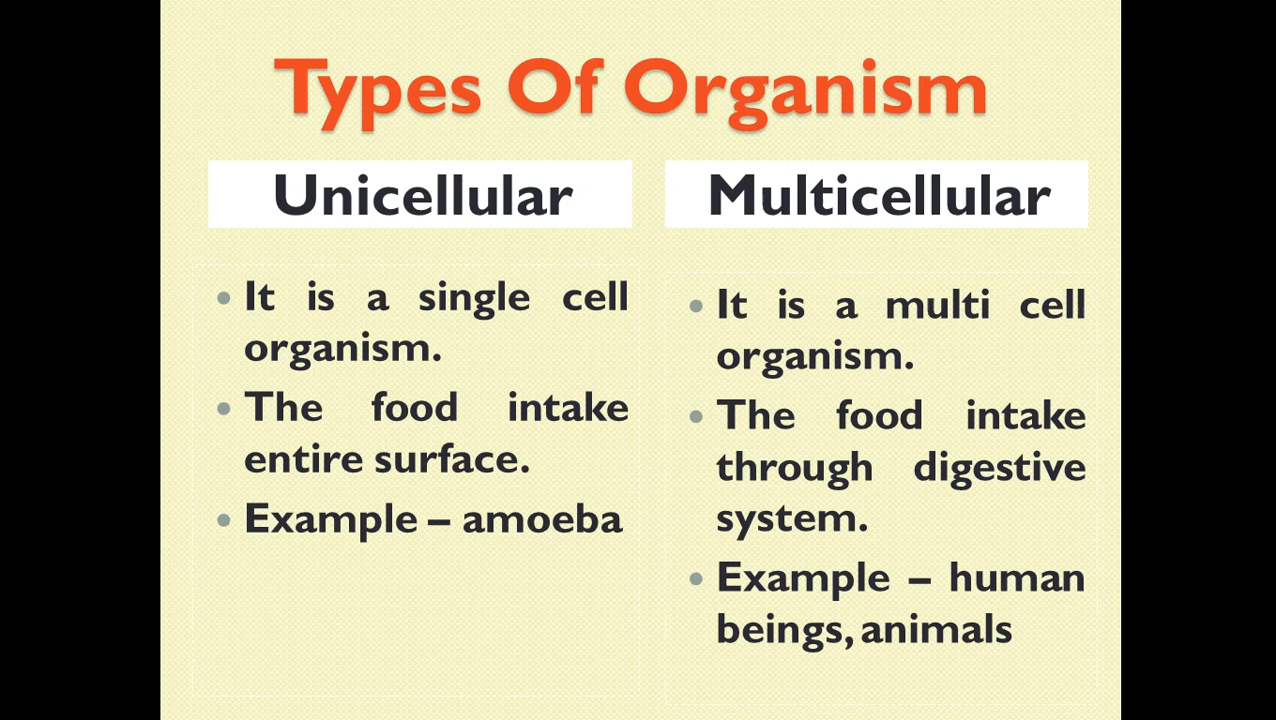 Types Of Organism
Unicellular
• It is a single cell
organism.
• The food intake
entire surface.
• Example – amoeba
Multicellular
• It is a multi cell
organism.
• The food intake
through digestive
system.
• Example – human
beings, animals